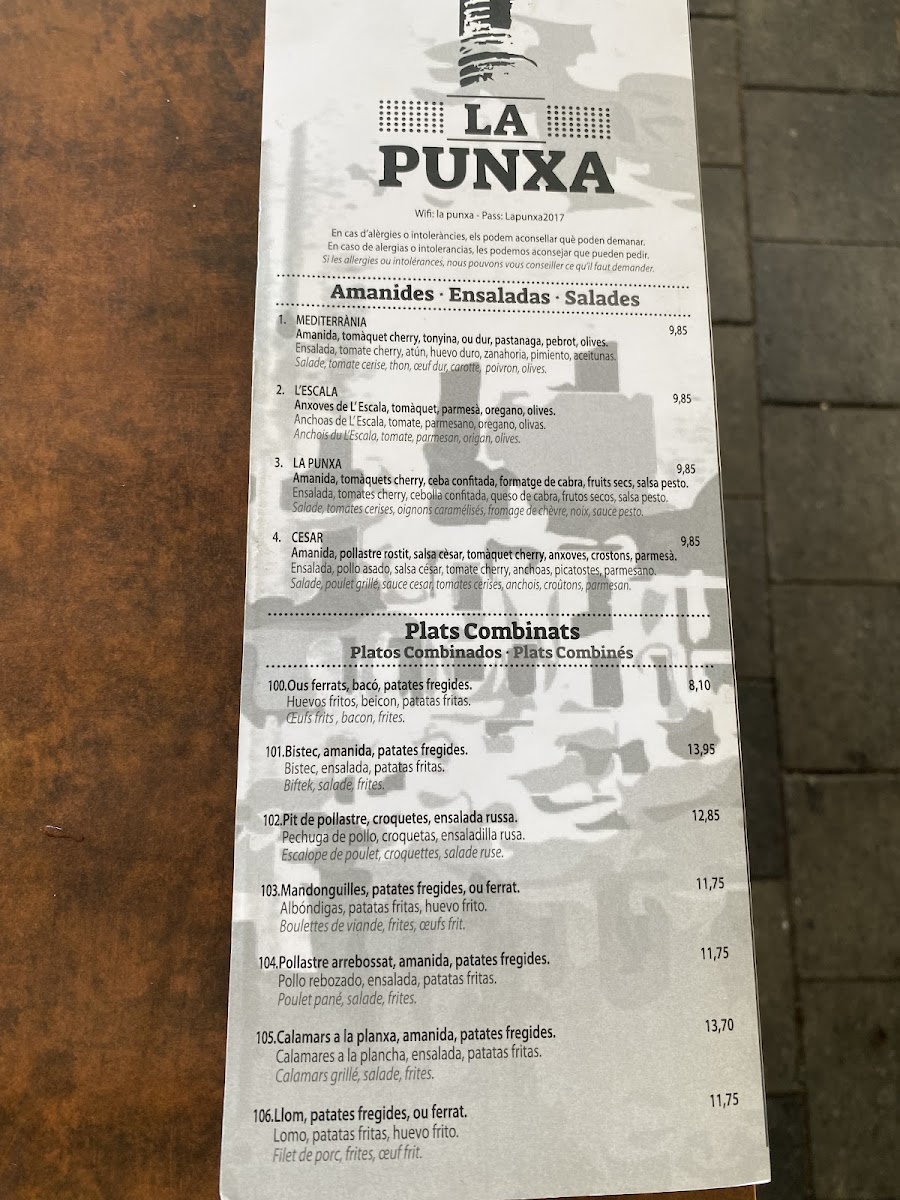 LA
PUNXA
Wifi: la punxa - Pass: Lapunxa2017
En cas d'alèrgies o intoleràncies, els podem aconsellar què poden demanar.
En caso de alergias o intolerancias, les podemos aconsejar que pueden pedir.
Si les allergies ou intolérances, nous pouvons vous conseiller ce qu'il faut demander.
Amanides · Ensaladas · Salades
1. MEDITERRÀNIA 9,85
Amanida, tomàquet cherry, tonyina, ou dur, pastanaga, pebrot, olives.
Ensalada, tomate cherry, atún, huevo duro, zanahoria, pimiento, aceitunas.
Salade, tomate cerise, thon, œuf dur, carotte, poivron, olives.
2. L'ESCALA 9,85
Anxoves de L'Escala, tomàquet, parmesà, oregano, olives.
Anchoas de L'Escala, tomate, parmesano, oregano, olivas.
Anchois du L'Escala, tomate, parmesan, origan, olives.
3. LA PUNXA 9,85
Amanida, tomàquets cherry, ceba confitada, formatge de cabra, fruits secs, salsa pesto.
Ensalada, tomates cherry, cebolla confitada, queso de cabra, frutos secos, salsa pesto.
Salade, tomates cerises, oignons caramélisés, fromage de chèvre, noix, sauce pesto.
4. CESAR 9,85
Amanida, pollastre rostit, salsa cèsar, tomàquet cherry, anxoves, crostons, parmesà.
Ensalada, pollo asado, salsa césar, tomate cherry, anchoas, picatostes, parmesano.
Salade, poulet grillé, sauce cesar, tomates cerises, anchois, croûtons, parmesan.
Plats Combinats
Platos Combinados · Plats Combinés
100.Ous ferrats, bacó, patates fregides. 8,10
Huevos fritos, beicon, patatas fritas.
Œufs frits , bacon, frites.
101.Bistec, amanida, patates fregides. 13,95
Bistec, ensalada, patatas fritas.
Biftek, salade, frites.
102.Pit de pollastre, croquetes, ensalada russa. 12,85
Pechuga de pollo, croquetas, ensaladilla rusa.
Escalope de poulet, croquettes, salade ruse.
103.Mandonguilles, patates fregides, ou ferrat. 11,75
Albóndigas, patatas fritas, huevo frito.
Boulettes de viande, frites, œufs frit.
104.Pollastre arrebossat, amanida, patates fregides. 11,75
Pollo rebozado, ensalada, patatas fritas.
Poulet pané, salade, frites.
105.Calamars a la planxa, amanida, patates fregides. 13,70
Calamares a la plancha, ensalada, patatas fritas.
Calamars grillé, salade, frites.
106.Llom, patates fregides, ou ferrat. 11,75
Lomo, patatas fritas, huevo frito.
Filet de porc, frites, œuf frit.